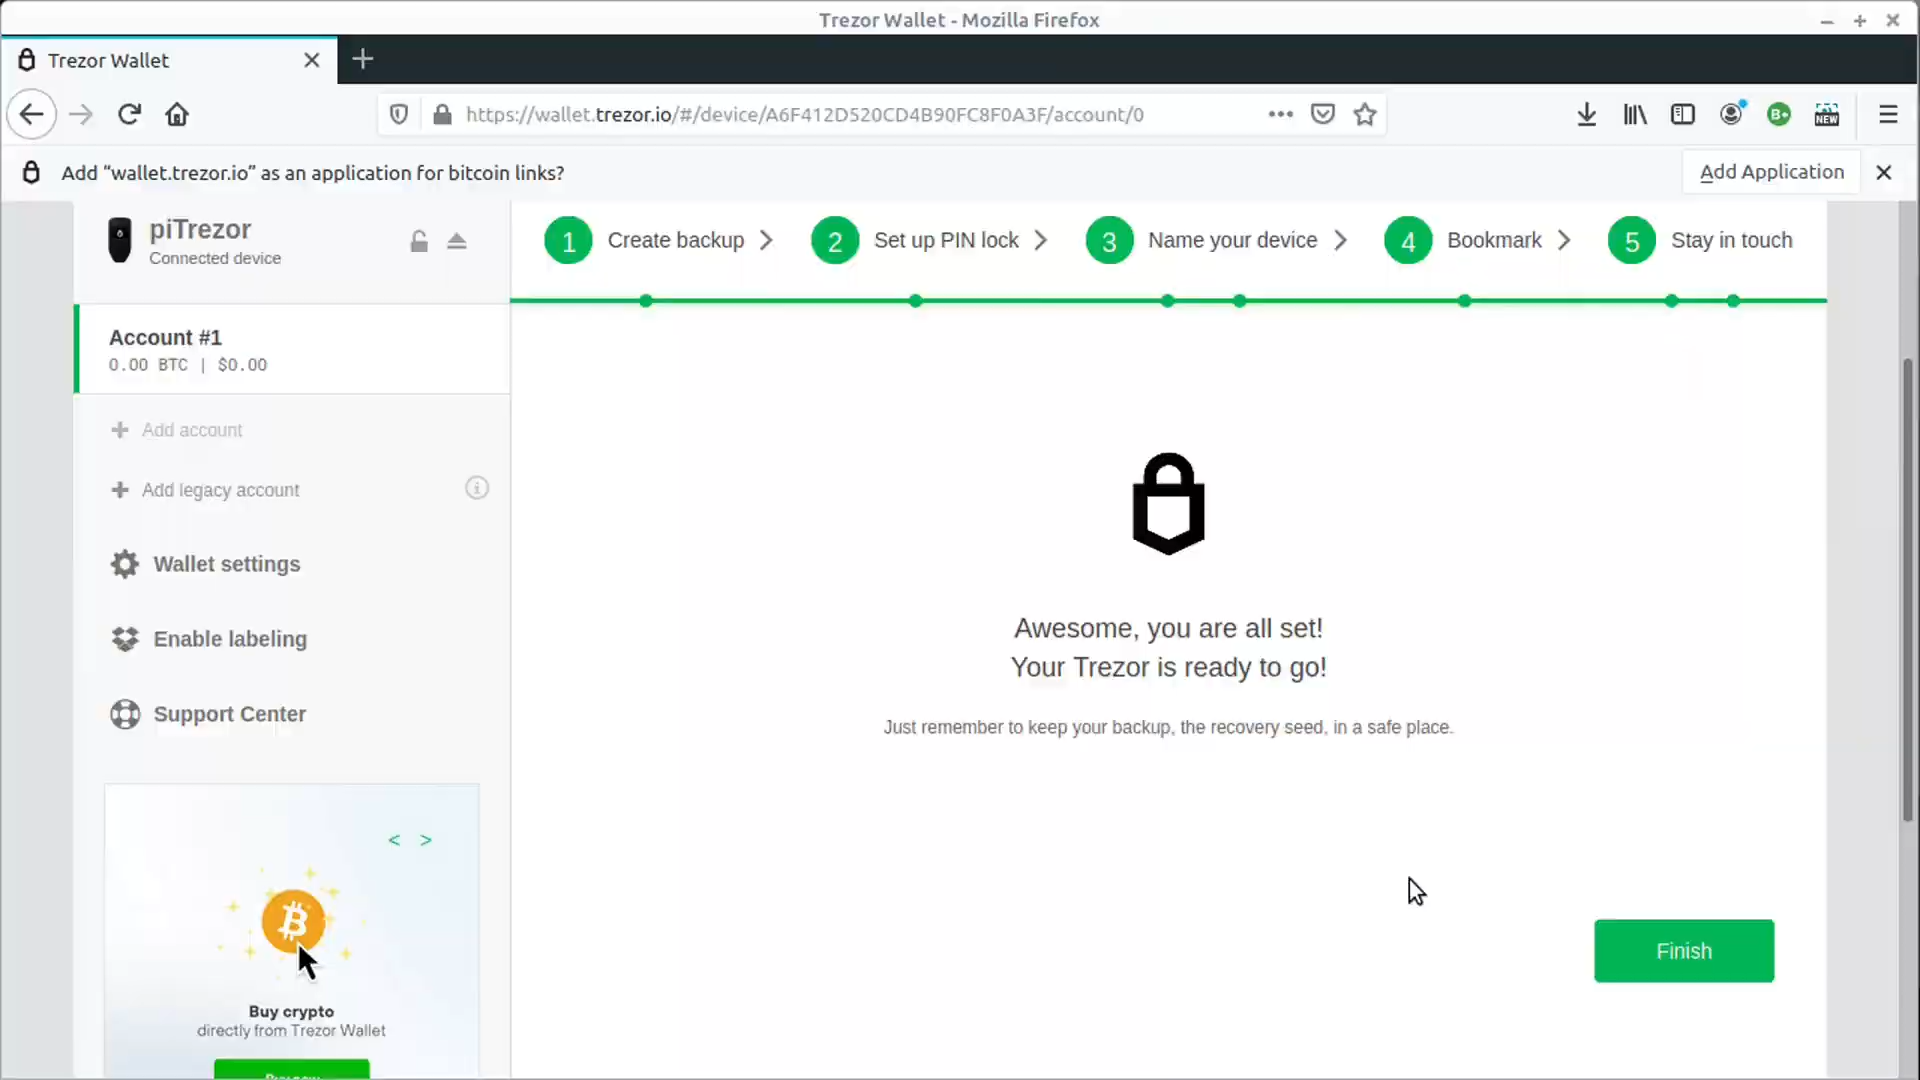 Trezor Wallet - Mozilla Firefox
Trezor Wallet
https://wallet.trezor.io/#/device/A6F412D520CD4B90FC8F0A3F/account/0
B+
NEW
Add “wallet.trezor.io” as an application for bitcoin links?
Add Application
piTrezor
Connected device
1 Create backup
2 Set up PIN lock
3 Name your device
4 Bookmark
5 Stay in touch
Account #1
0.00 BTC | $0.00
Add account
Add legacy account
Wallet settings
Enable labeling
Support Center
Awesome, you are all set!
Your Trezor is ready to go!
Just remember to keep your backup, the recovery seed, in a safe place.
< >
Buy crypto
directly from Trezor Wallet
Finish